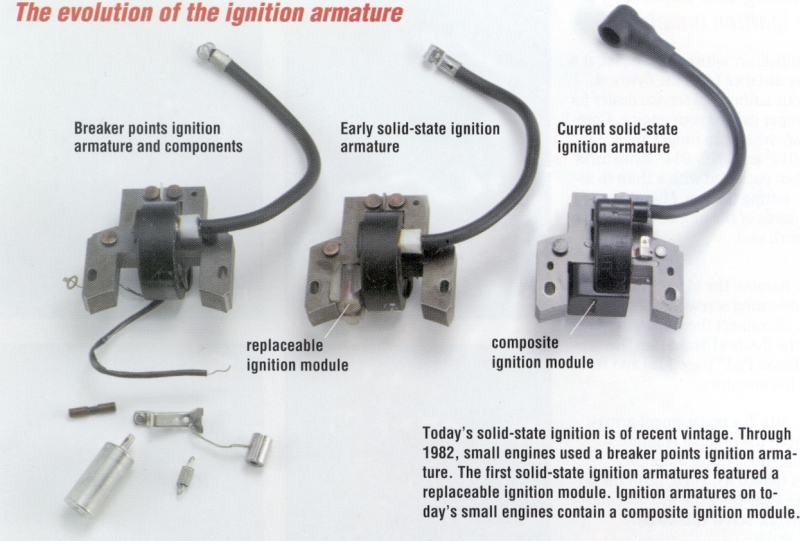 The evolution of the ignition armature
Breaker points ignition
armature and components
Early solid-state ignition
armature
Current solid-state
ignition armature
replaceable
ignition module
composite
ignition module
Today's solid-state ignition is of recent vintage. Through
1982, small engines used a breaker points ignition arma-
ture. The first solid-state ignition armatures featured a
replaceable ignition module. Ignition armatures on to-
day's small engines contain a composite ignition module.